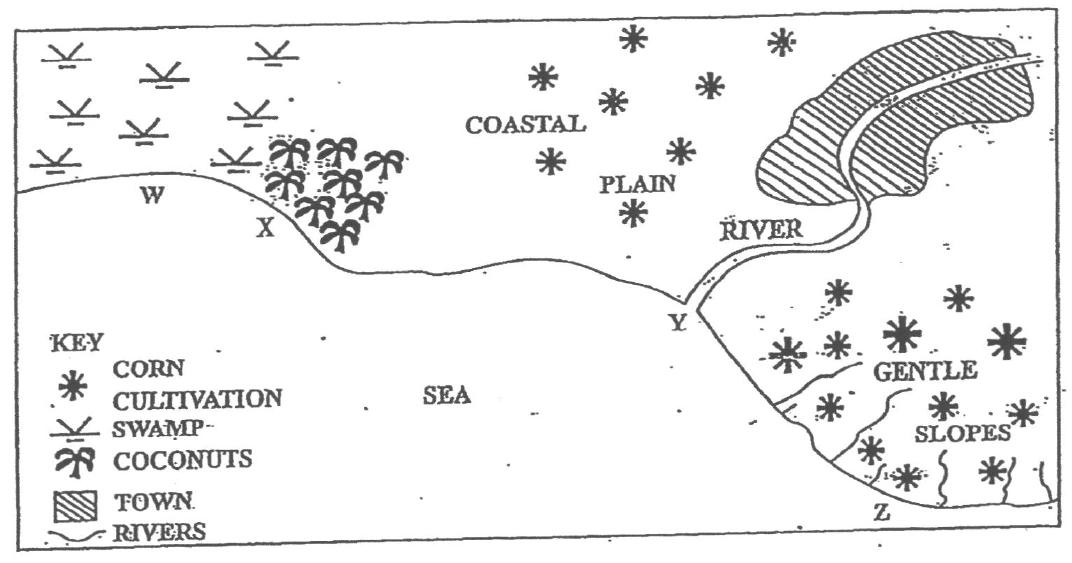 COASTAL
PLAIN
W
X
RIVER
Y
KEY
CORN
CULTIVATION
SWAMP
COCONUTS
TOWN
RIVERS
SEA
GENTLE
SLOPES
Z